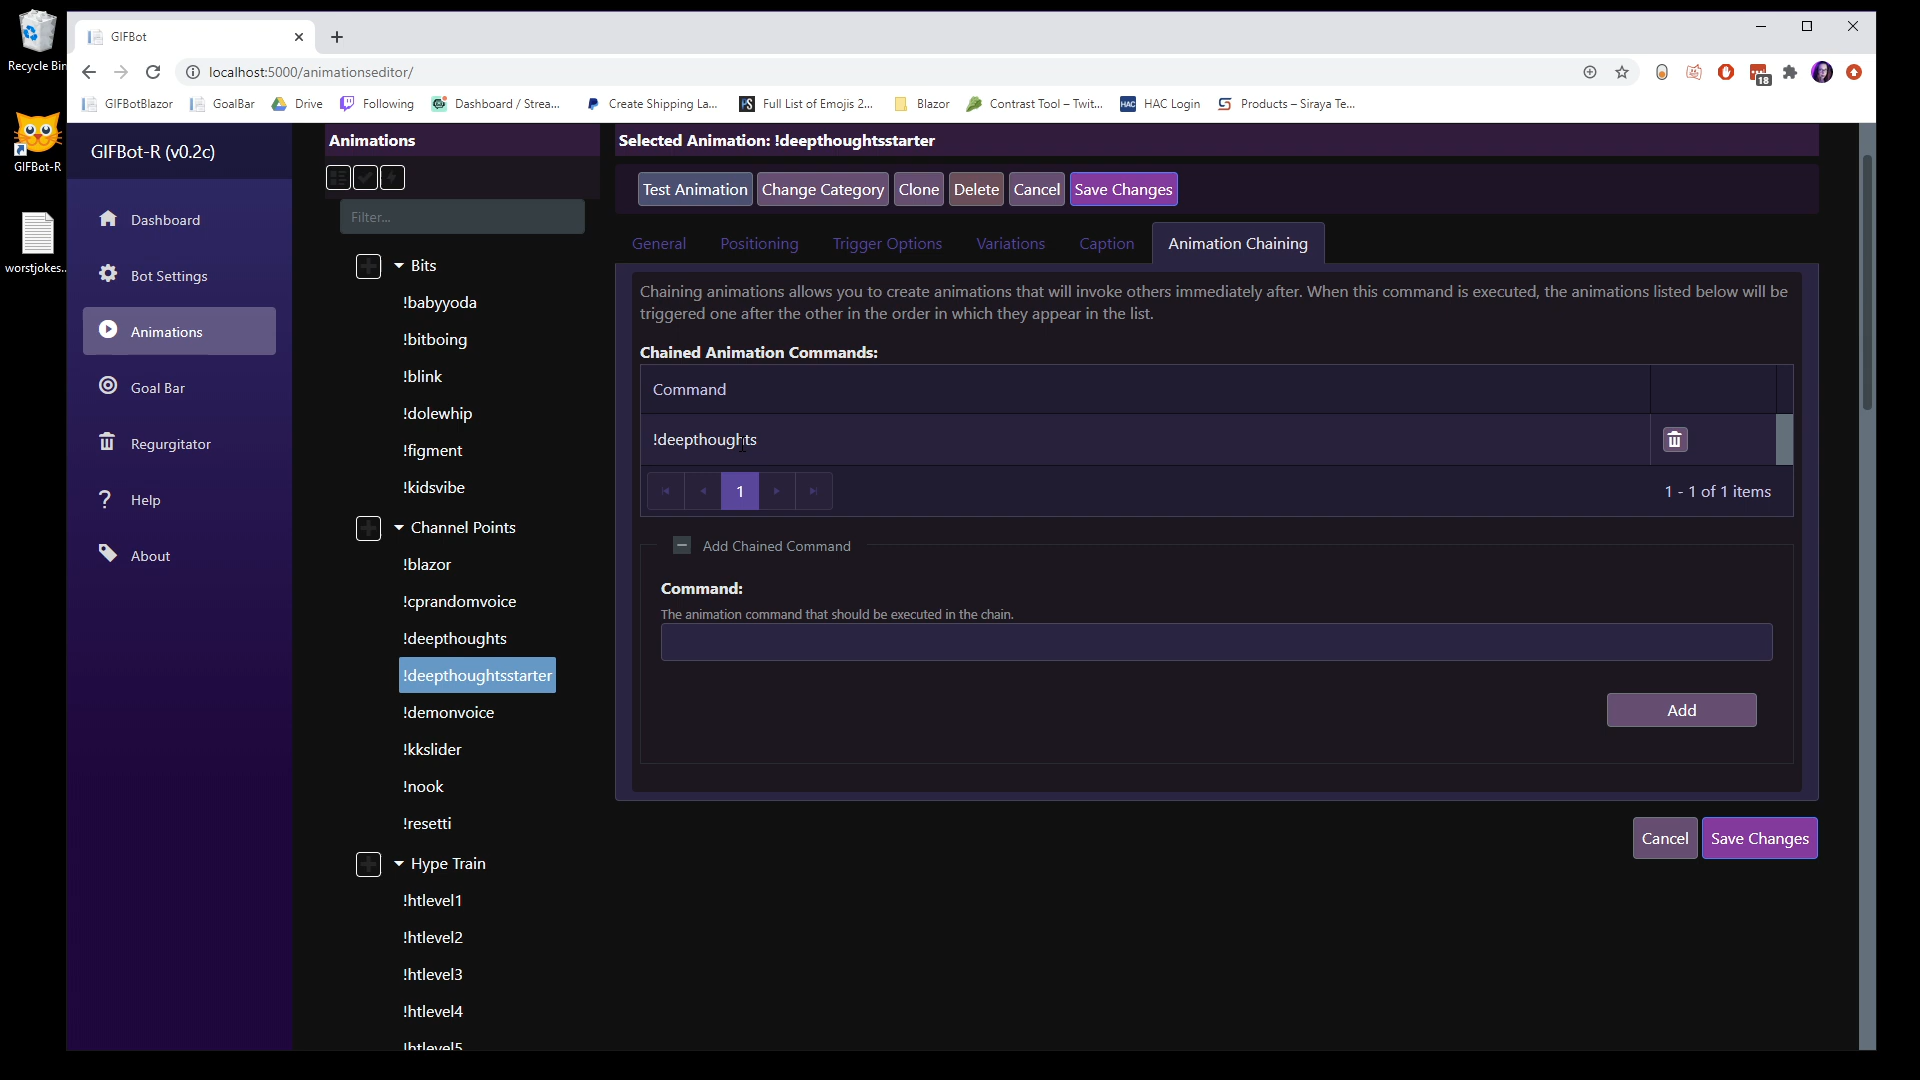 Recycle Bin
GIFBot-R
worstjokes...
GIFBot
localhost:5000/animationseditor/
18
GIFBotBlazor
GoalBar
Drive
Following
Dashboard / Strea...
Create Shipping La...
Full List of Emojis 2...
Blazor
Contrast Tool – Twit...
HAC
HAC Login
Products – Siraya Te...
GIFBot-R (v0.2c)
Dashboard
Bot Settings
Animations
Goal Bar
Regurgitator
Help
About
Animations
Filter...
Bits
!babyyoda
!bitboing
!blink
!dolewhip
!figment
!kidsvibe
Channel Points
!blazor
!cprandomvoice
!deepthoughts
!deepthoughtsstarter
!demonvoice
!kkslider
!nook
!resetti
Hype Train
!htlevel1
!htlevel2
!htlevel3
!htlevel4
!htlevel5
Selected Animation: !deepthoughtsstarter
Test Animation Change Category Clone Delete Cancel Save Changes
General Positioning Trigger Options Variations Caption Animation Chaining
Chaining animations allows you to create animations that will invoke others immediately after. When this command is executed, the animations listed below will be
triggered one after the other in the order in which they appear in the list.
Chained Animation Commands:
Command
!deepthoughts
1
1 - 1 of 1 items
Add Chained Command
Command:
The animation command that should be executed in the chain.
Add
Cancel Save Changes